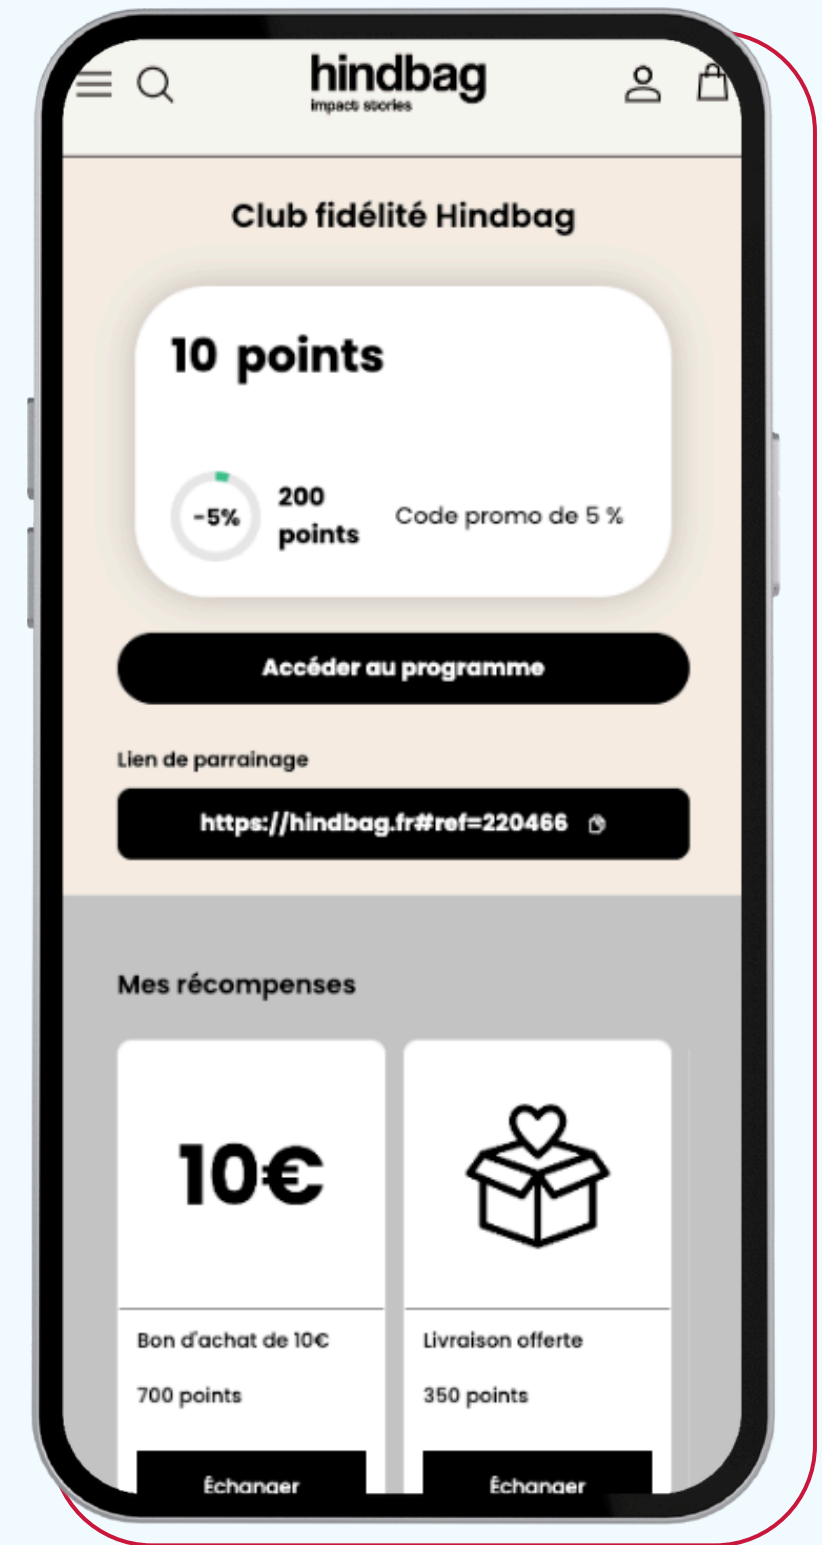 hindbag
impact stories
Club fidélité Hindbag
10 points
-5%
200
points
Code promo de 5 %
Accéder au programme
Lien de parrainage
https://hindbag.fr#ref=220466
Mes récompenses
10€
Bon d'achat de 10€
700 points
Livraison offerte
350 points
Échanger
Échanger